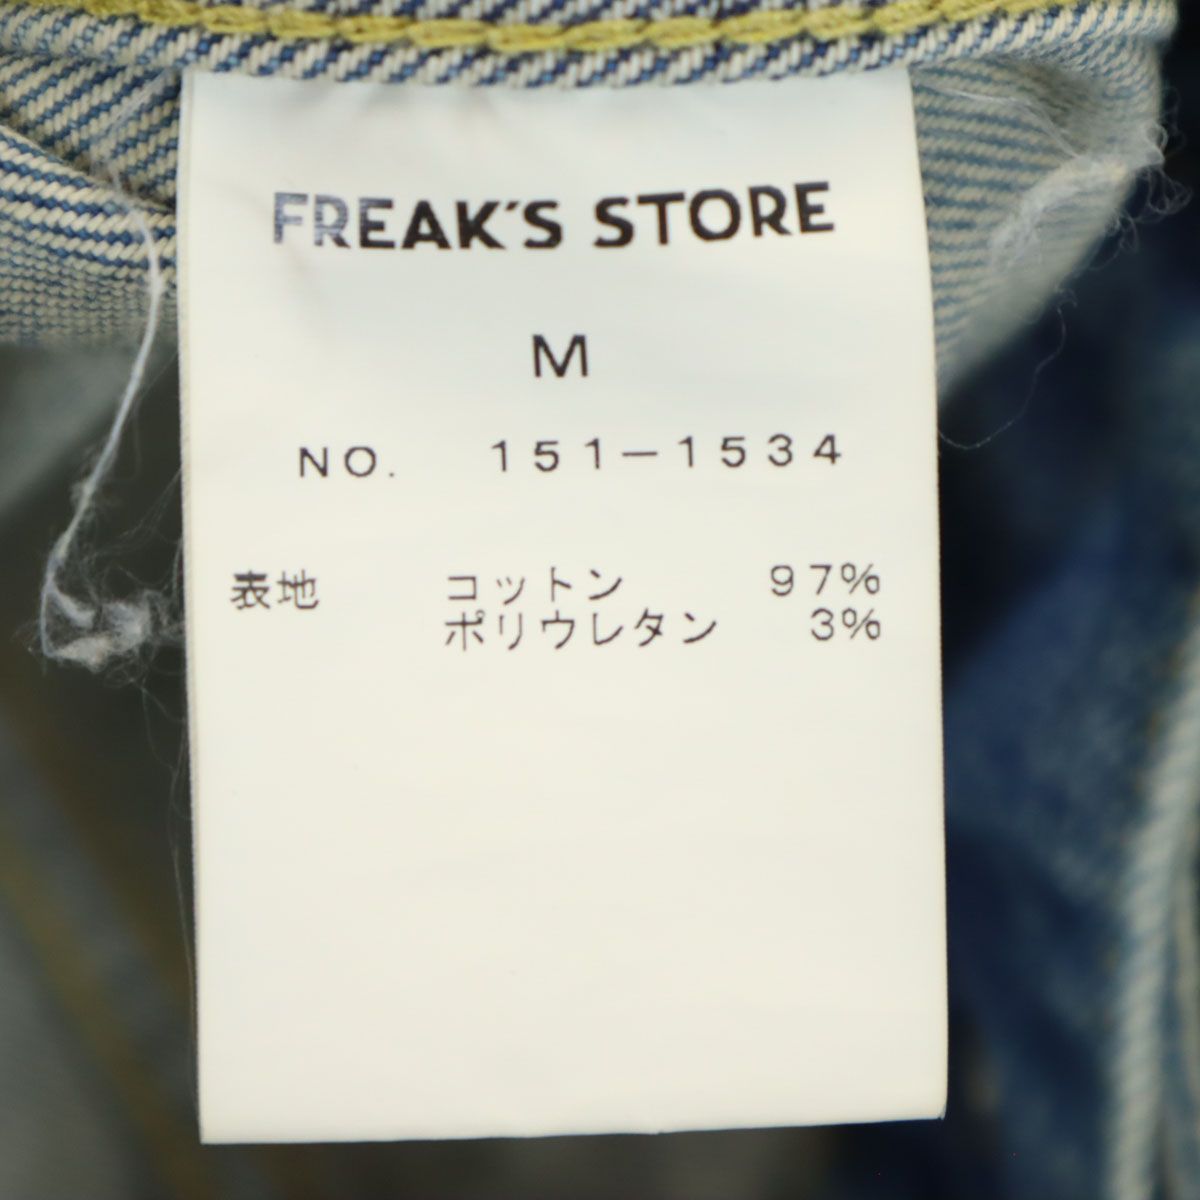 FREAK'S STORE
M
NO. 151-1534
表地 コットン 97%
ポリウレタン 3%